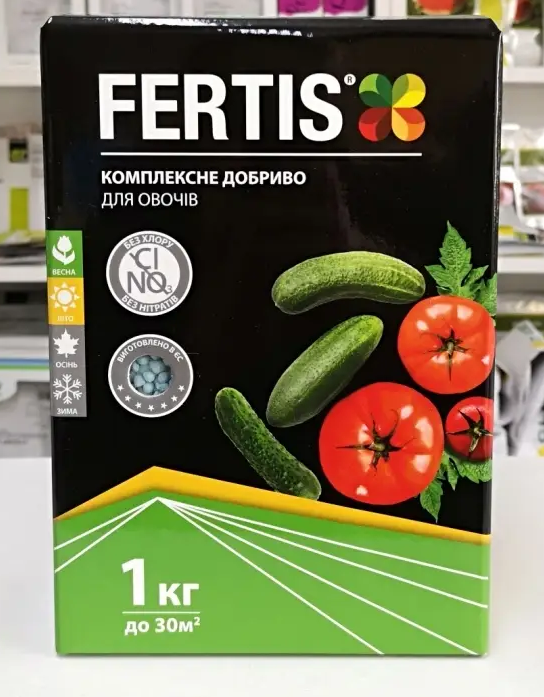 FERTIS®
КОМПЛЕКСНЕ ДОБРИВО
ДЛЯ ОВОЧІВ
ВЕСНА
ЛІТО
ОСІНЬ
ЗИМА
БЕЗ ХЛОРУ
Cl
NO3
БЕЗ НІТРАТІВ
ВИГОТОВЛЕНО В ЄС
1 кг
до 30м²